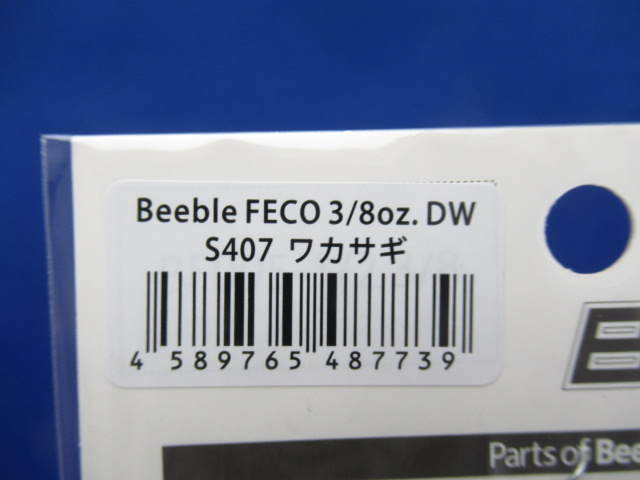 Beeble FECO 3/8oz. DW
S407 ワカサギ
4 589765 487739
Parts of Bee